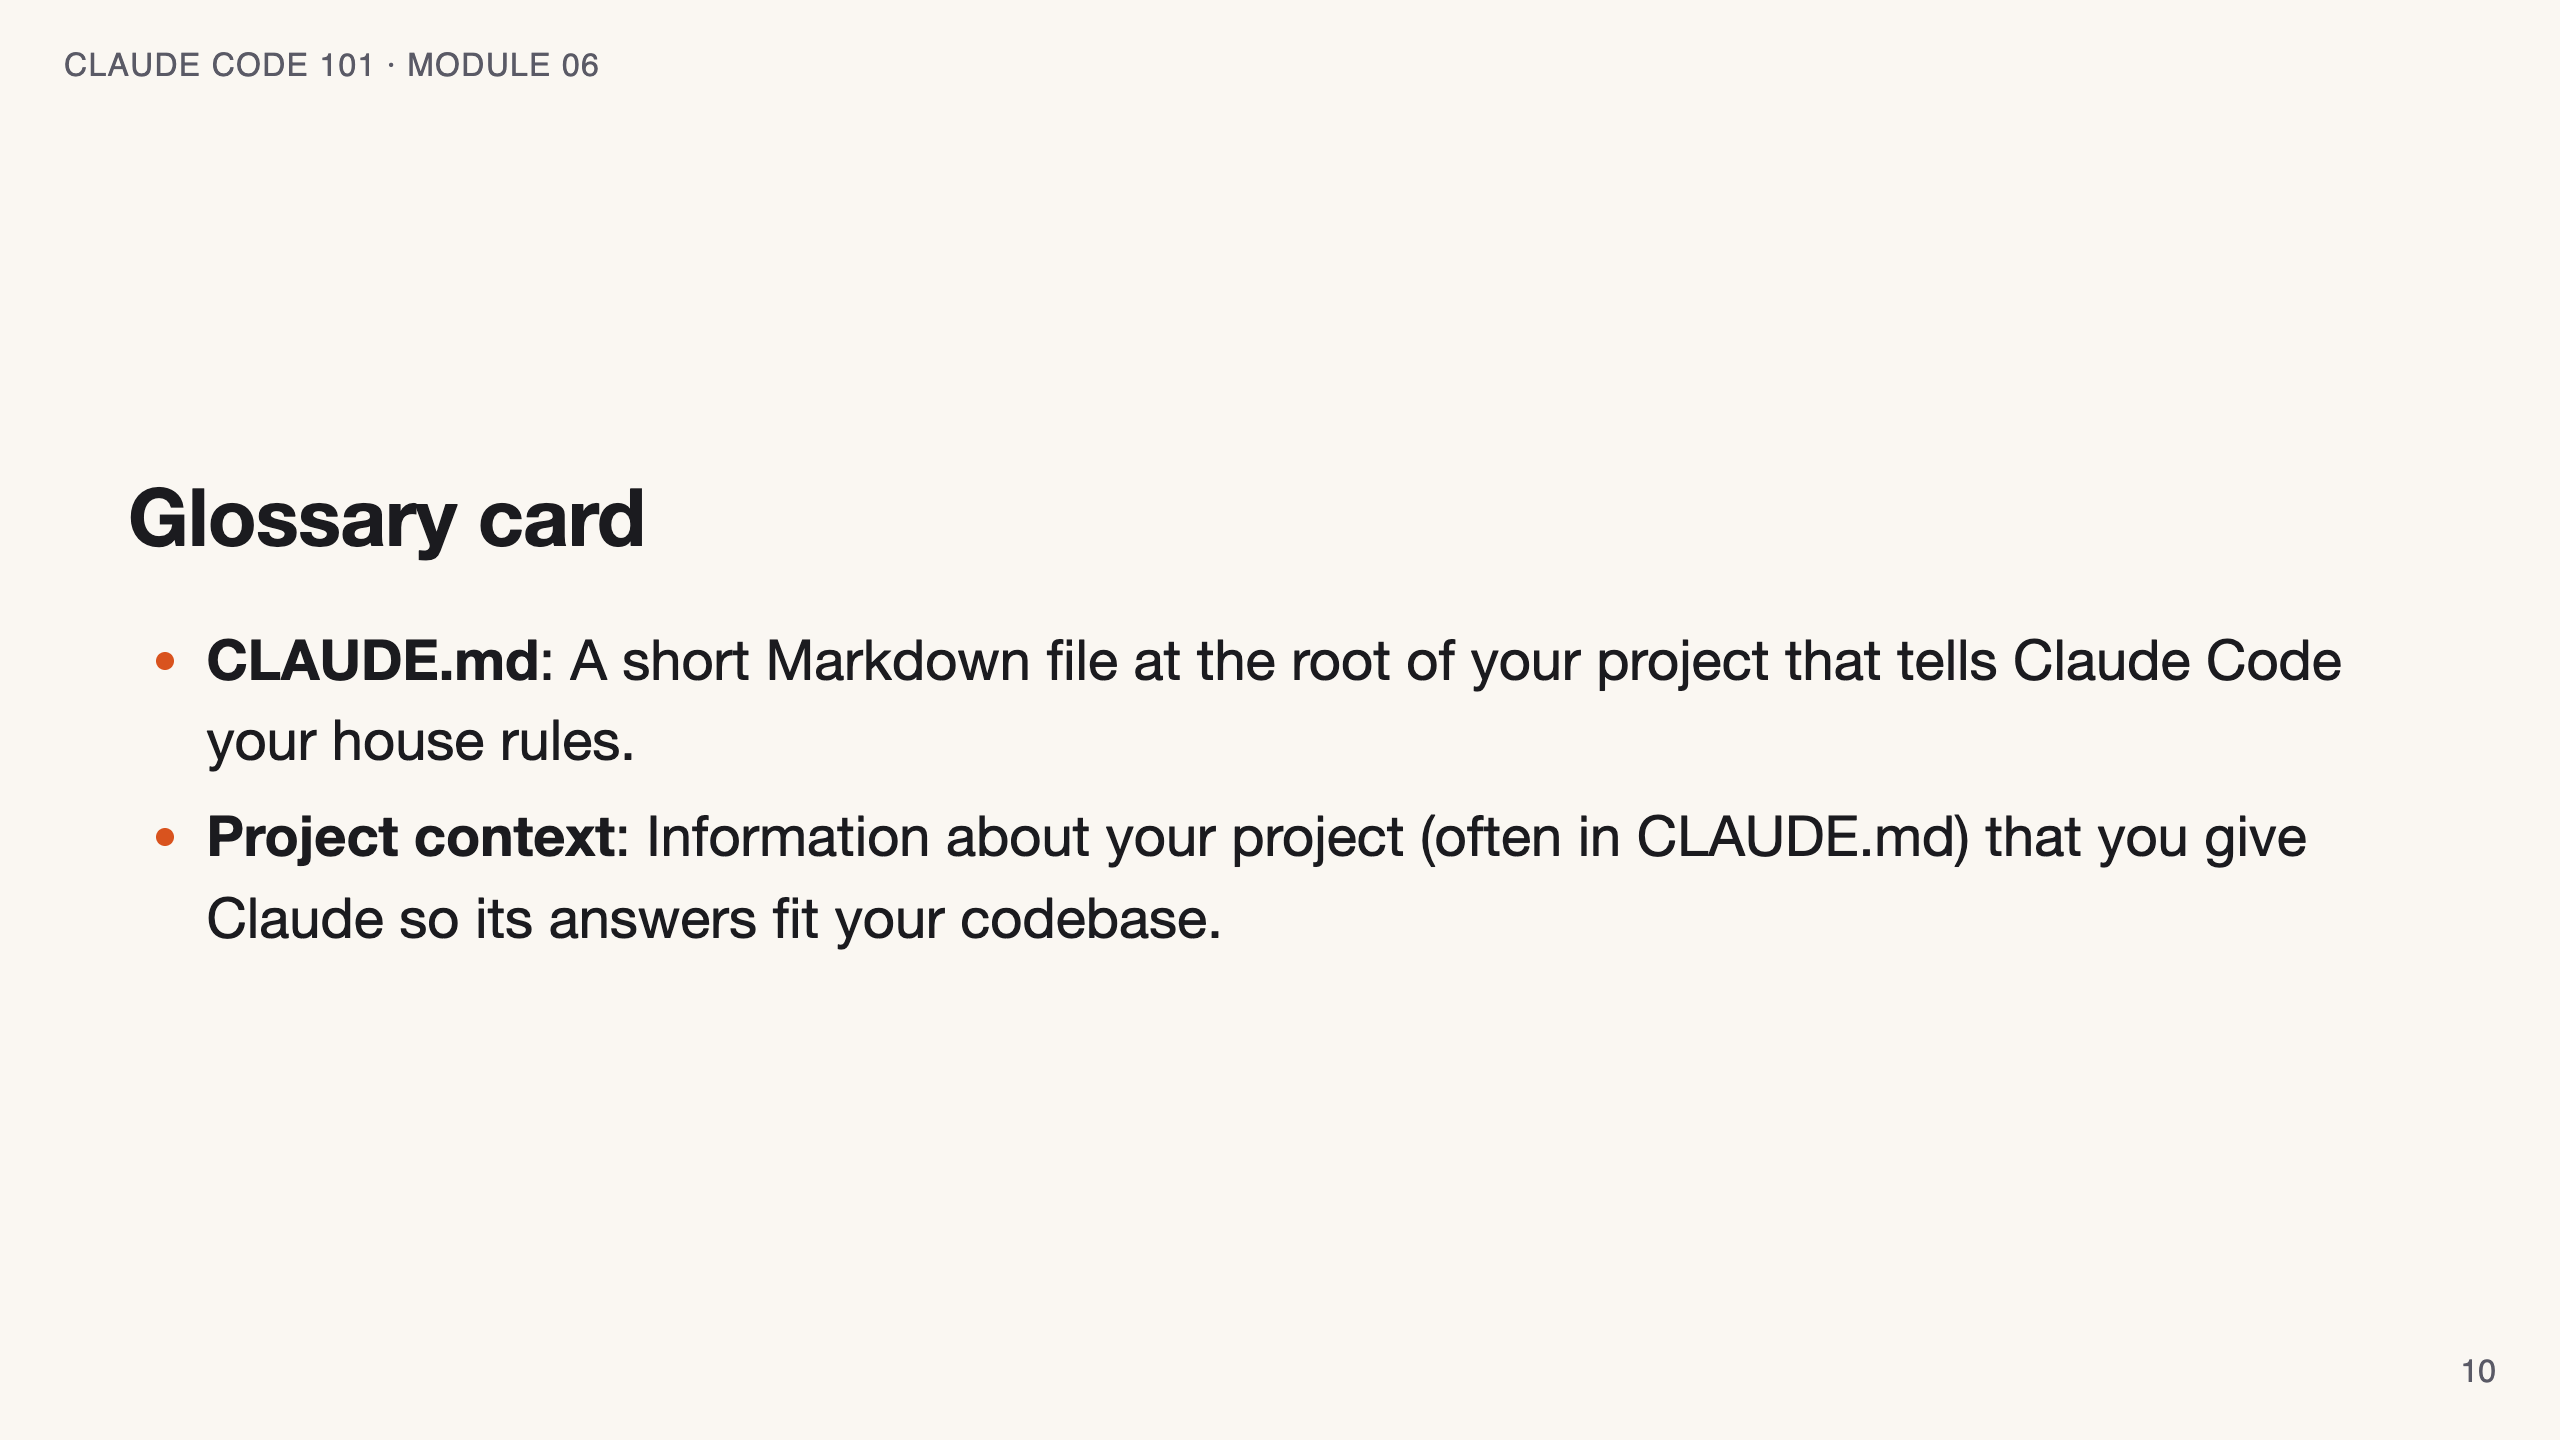 CLAUDE CODE 101 · MODULE 06
Glossary card
• CLAUDE.md: A short Markdown file at the root of your project that tells Claude Code
your house rules.
• Project context: Information about your project (often in CLAUDE.md) that you give
Claude so its answers fit your codebase.
10